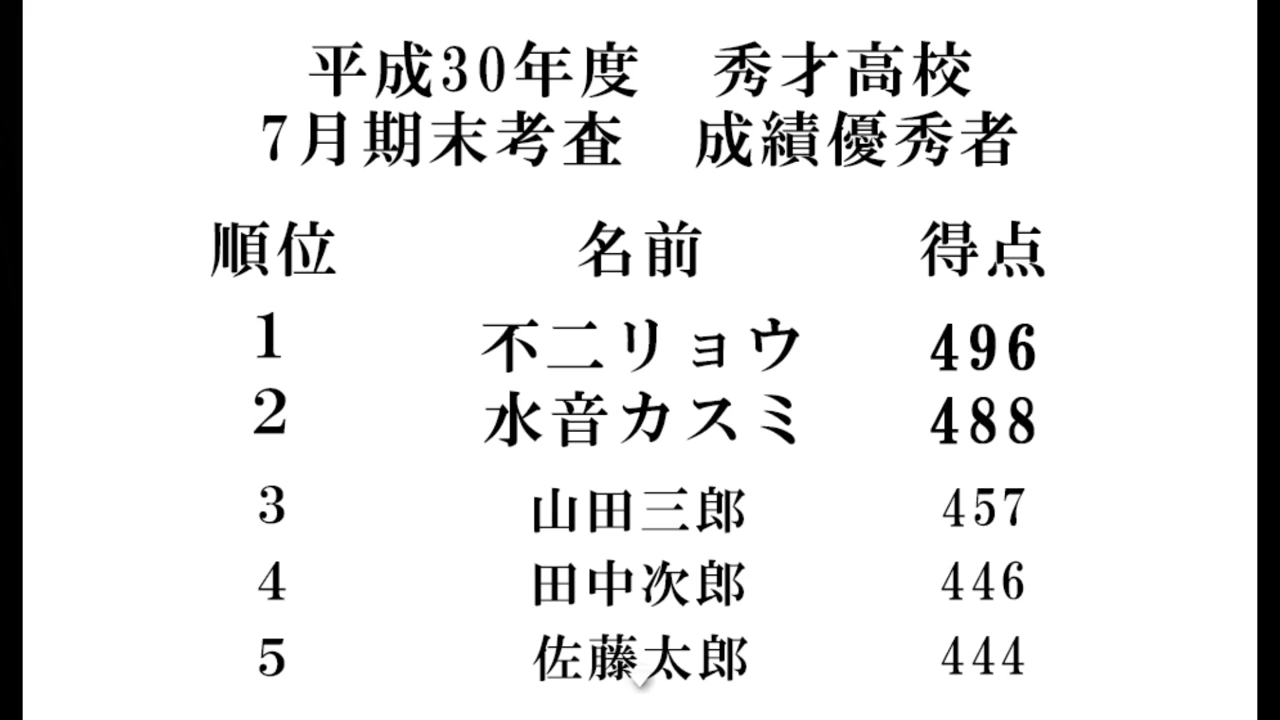 平成30年度　秀才高校
7月期末考査　成績優秀者
順位　名前　得点
1　不二リョウ　496
2　水音カスミ　488
3　山田三郎　457
4　田中次郎　446
5　佐藤太郎　444